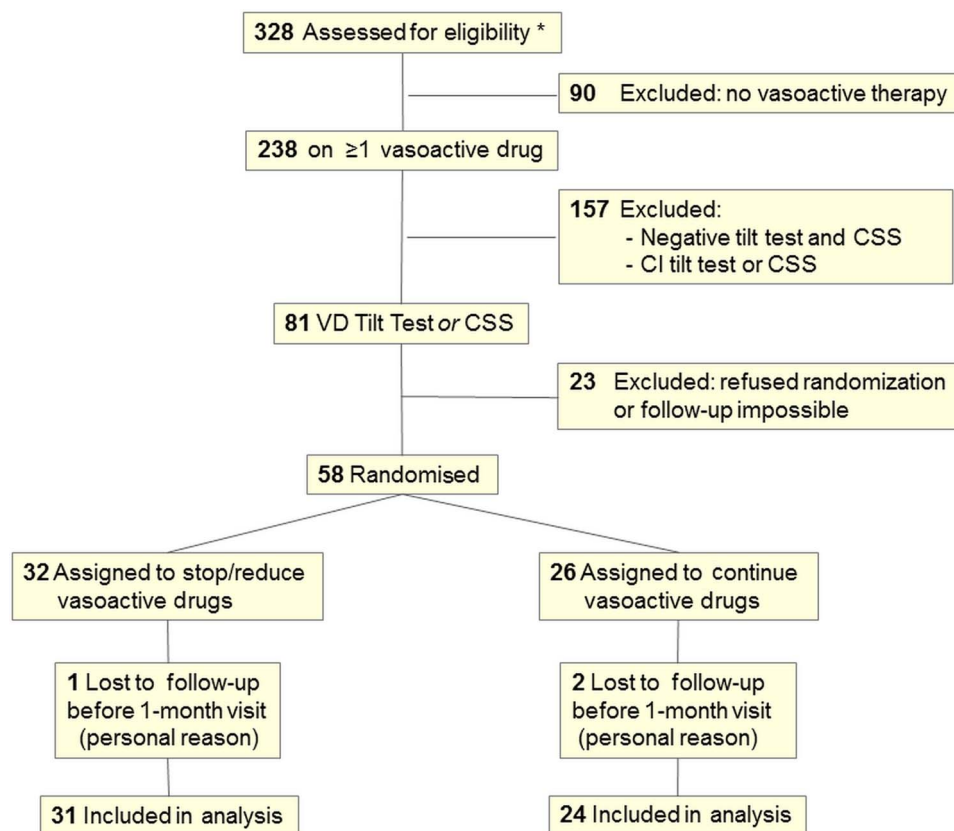 328 Assessed for eligibility *
90 Excluded: no vasoactive therapy
238 on ≥1 vasoactive drug
157 Excluded:
- Negative tilt test and CSS
- CI tilt test or CSS
81 VD Tilt Test or CSS
23 Excluded: refused randomization
or follow-up impossible
58 Randomised
32 Assigned to stop/reduce
vasoactive drugs
26 Assigned to continue
vasoactive drugs
1 Lost to follow-up
before 1-month visit
(personal reason)
2 Lost to follow-up
before 1-month visit
(personal reason)
31 Included in analysis
24 Included in analysis